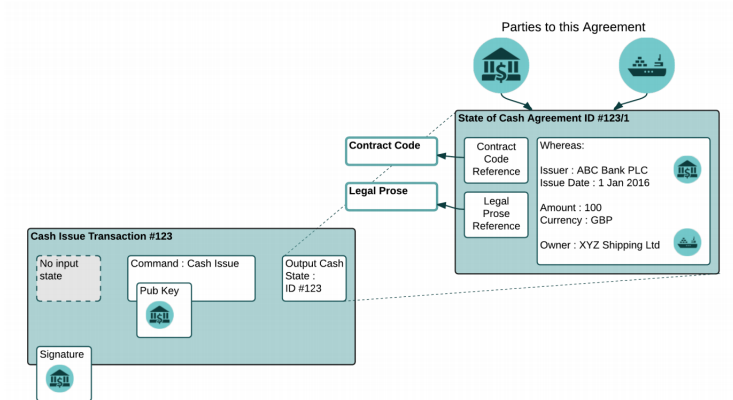 Parties to this Agreement
State of Cash Agreement ID #123/1
Contract Code
Contract
Code
Reference
Whereas:
Issuer : ABC Bank PLC
Issue Date : 1 Jan 2016
Amount : 100
Currency : GBP
Owner : XYZ Shipping Ltd
Legal Prose
Legal
Prose
Reference
Cash Issue Transaction #123
No input
state
Command : Cash Issue
Output Cash
State :
ID #123
Pub Key
Signature